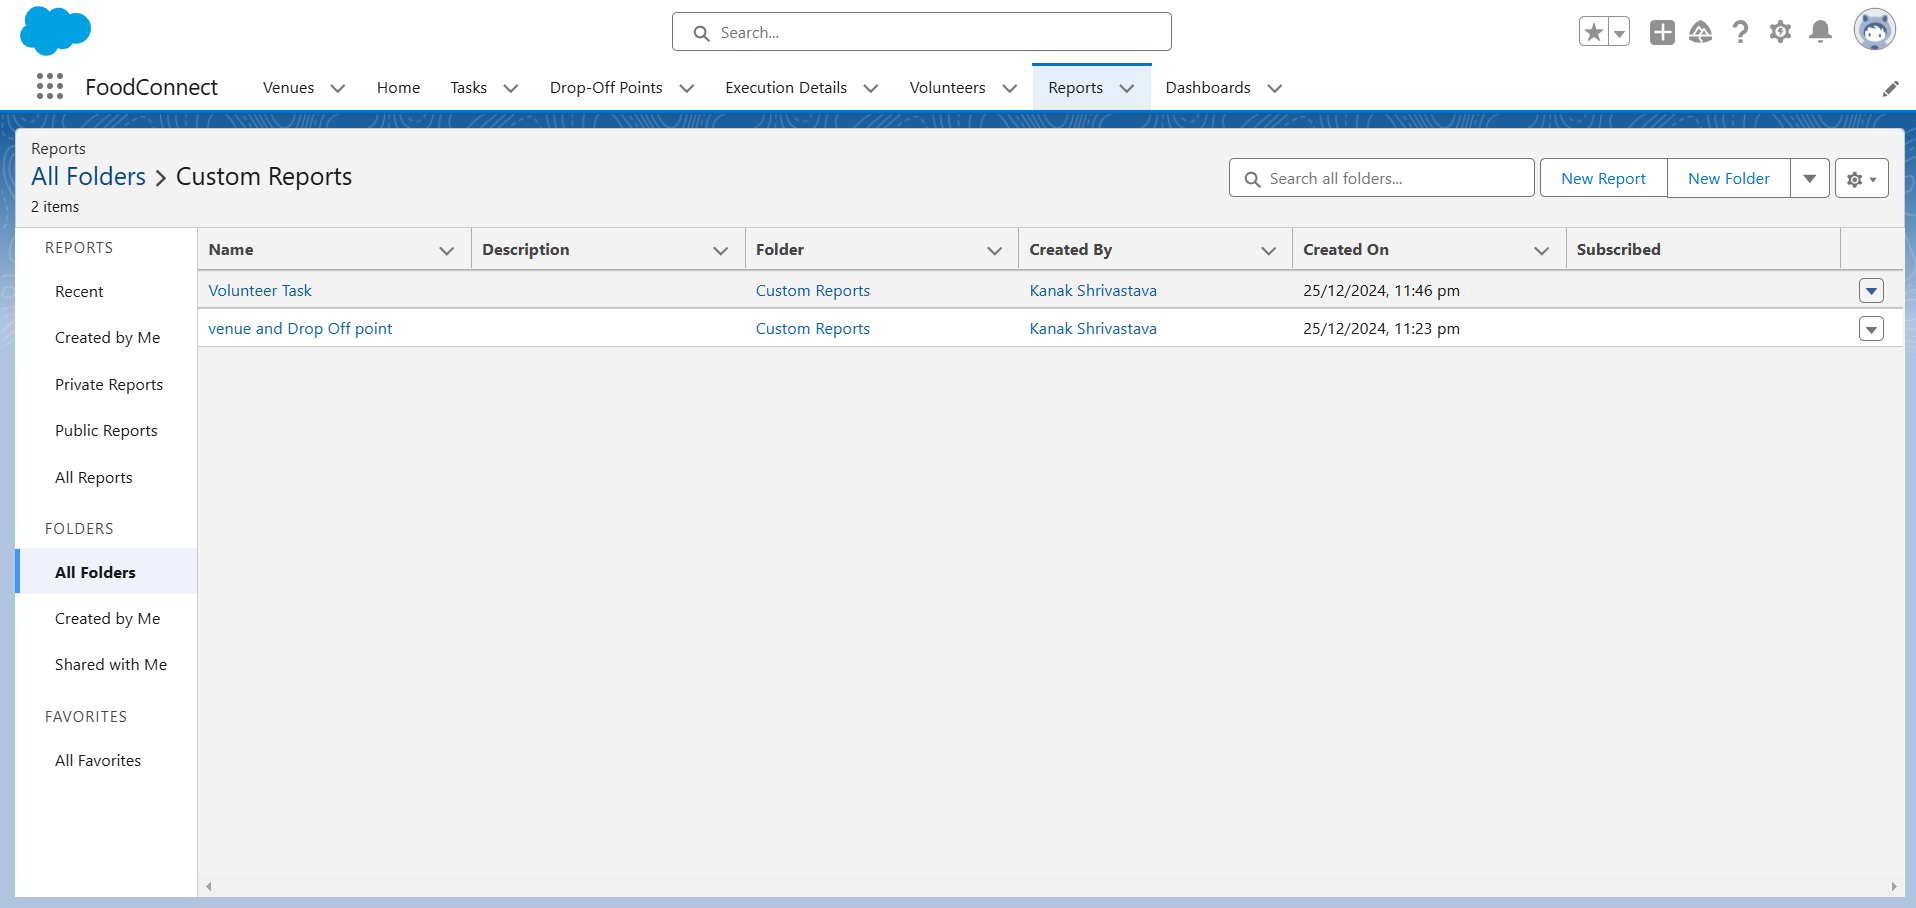 Search...
FoodConnect
Venues
Home
Tasks
Drop-Off Points
Execution Details
Volunteers
Reports
Dashboards
Reports
All Folders > Custom Reports
2 items
Search all folders...
New Report
New Folder
REPORTS
Recent
Created by Me
Private Reports
Public Reports
All Reports
FOLDERS
All Folders
Created by Me
Shared with Me
FAVORITES
All Favorites
Name Description Folder Created By Created On Subscribed
Volunteer Task Custom Reports Kanak Shrivastava 25/12/2024, 11:46 pm
venue and Drop Off point Custom Reports Kanak Shrivastava 25/12/2024, 11:23 pm